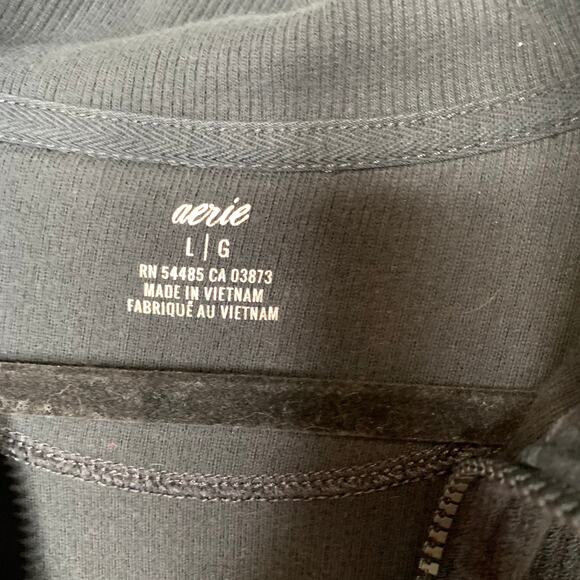 aerie
L | G
RN 54485 CA 03873
MADE IN VIETNAM
FABRIQUÉ AU VIETNAM